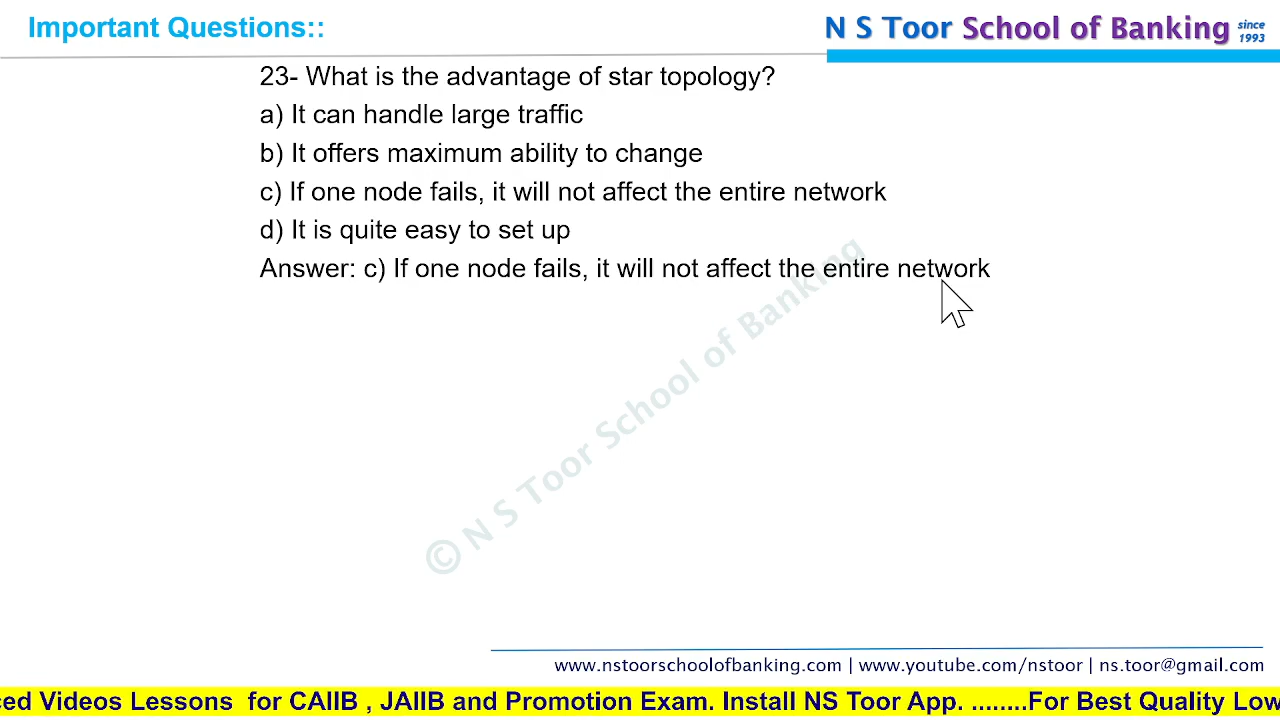 Important Questions::
N S Toor School of Banking since 1993
23- What is the advantage of star topology?
a) It can handle large traffic
b) It offers maximum ability to change
c) If one node fails, it will not affect the entire network
d) It is quite easy to set up
Answer: c) If one node fails, it will not affect the entire network
© N S Toor School of Banking
www.nstoorschoolofbanking.com | www.youtube.com/nstoor | ns.toor@gmail.com
ced Videos Lessons for CAIIB , JAIIB and Promotion Exam. Install NS Toor App. ........For Best Quality Low